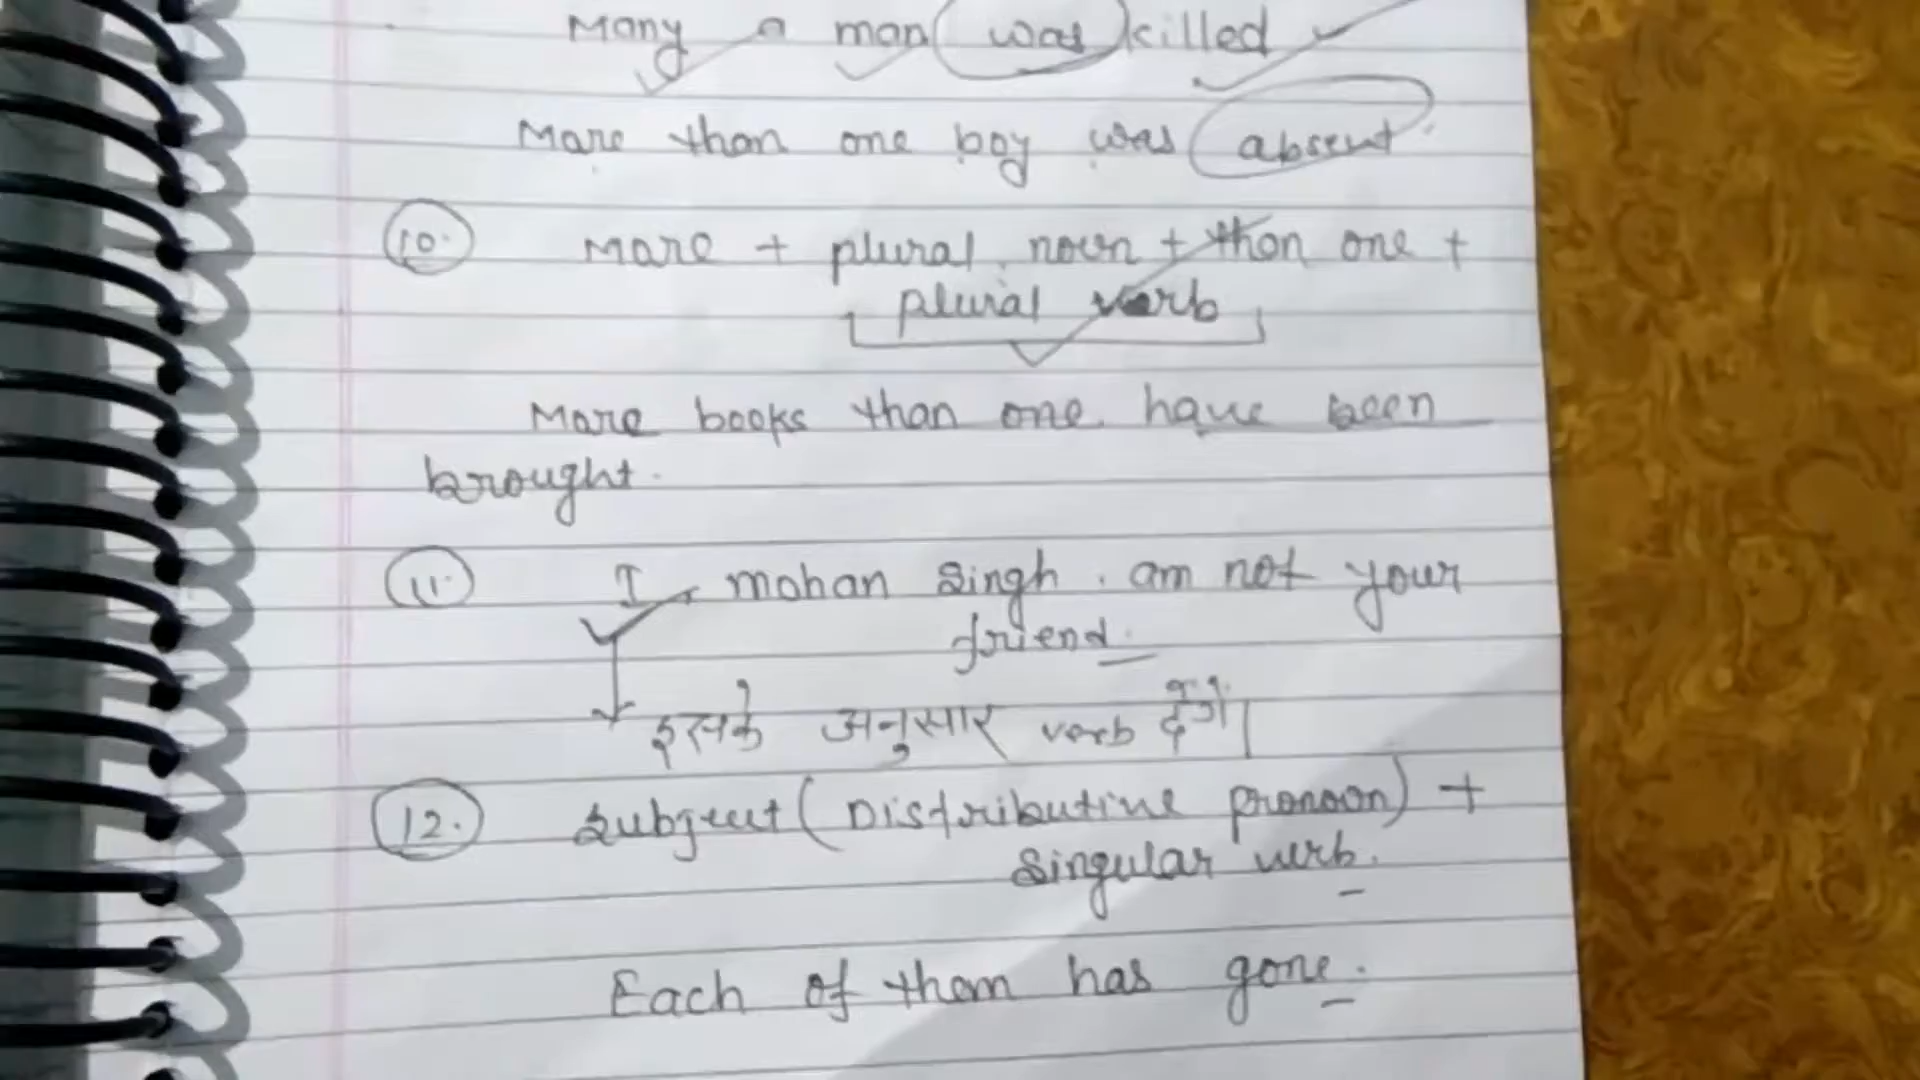 Many a man was killed
More than one boy was absent.
10. More + plural noun + than one +
plural verb
More books than one have been
brought.
11. I, mohan singh, am not your
friend.
इसके अनुसार verb देंगे।
12. Subject (Distributive pronoun) +
singular verb.
Each of them has gone.